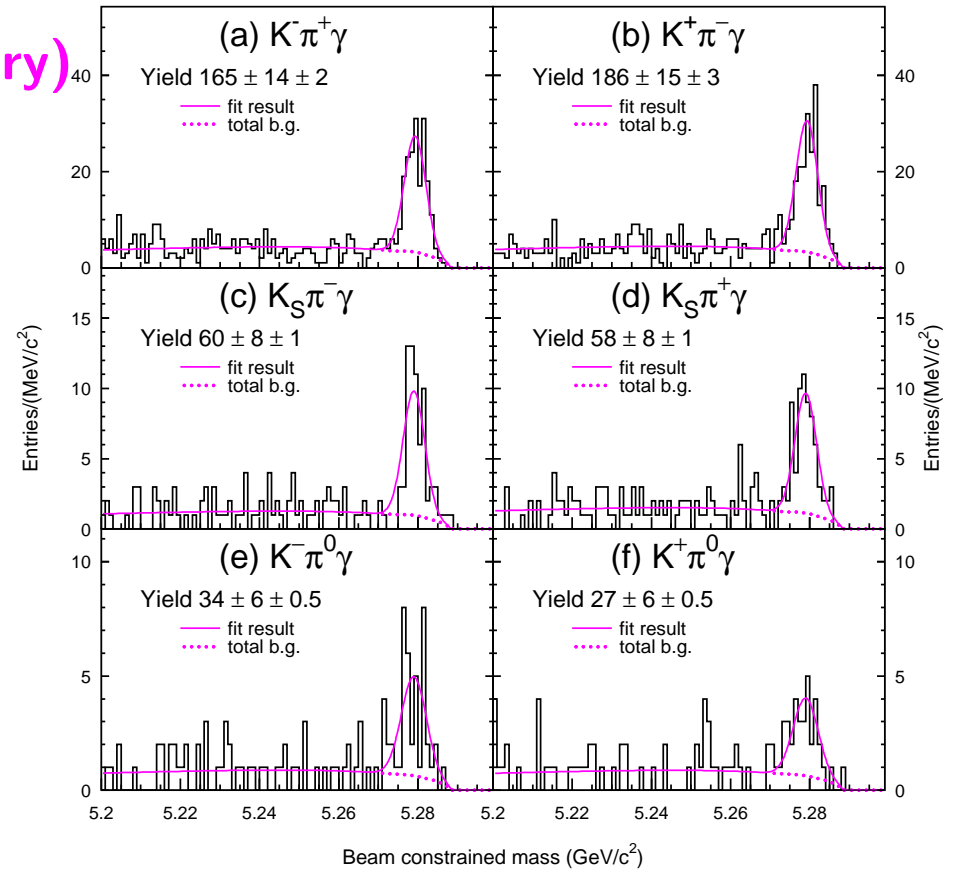 ry)
(a) K⁻π⁺γ
Yield 165 ± 14 ± 2
fit result
total b.g.
(b) K⁺π⁻γ
Yield 186 ± 15 ± 3
fit result
total b.g.
0
20
40
0
20
40
(c) K_Sπ⁻γ
Yield 60 ± 8 ± 1
fit result
total b.g.
(d) K_Sπ⁺γ
Yield 58 ± 8 ± 1
fit result
total b.g.
0
5
10
15
0
5
10
15
Entries/(MeV/c²)
Entries/(MeV/c²)
(e) K⁻π⁰γ
Yield 34 ± 6 ± 0.5
fit result
total b.g.
(f) K⁺π⁰γ
Yield 27 ± 6 ± 0.5
fit result
total b.g.
0
5
10
0
5
10
5.2 5.22 5.24 5.26 5.28 5.2 5.22 5.24 5.26 5.28
Beam constrained mass (GeV/c²)